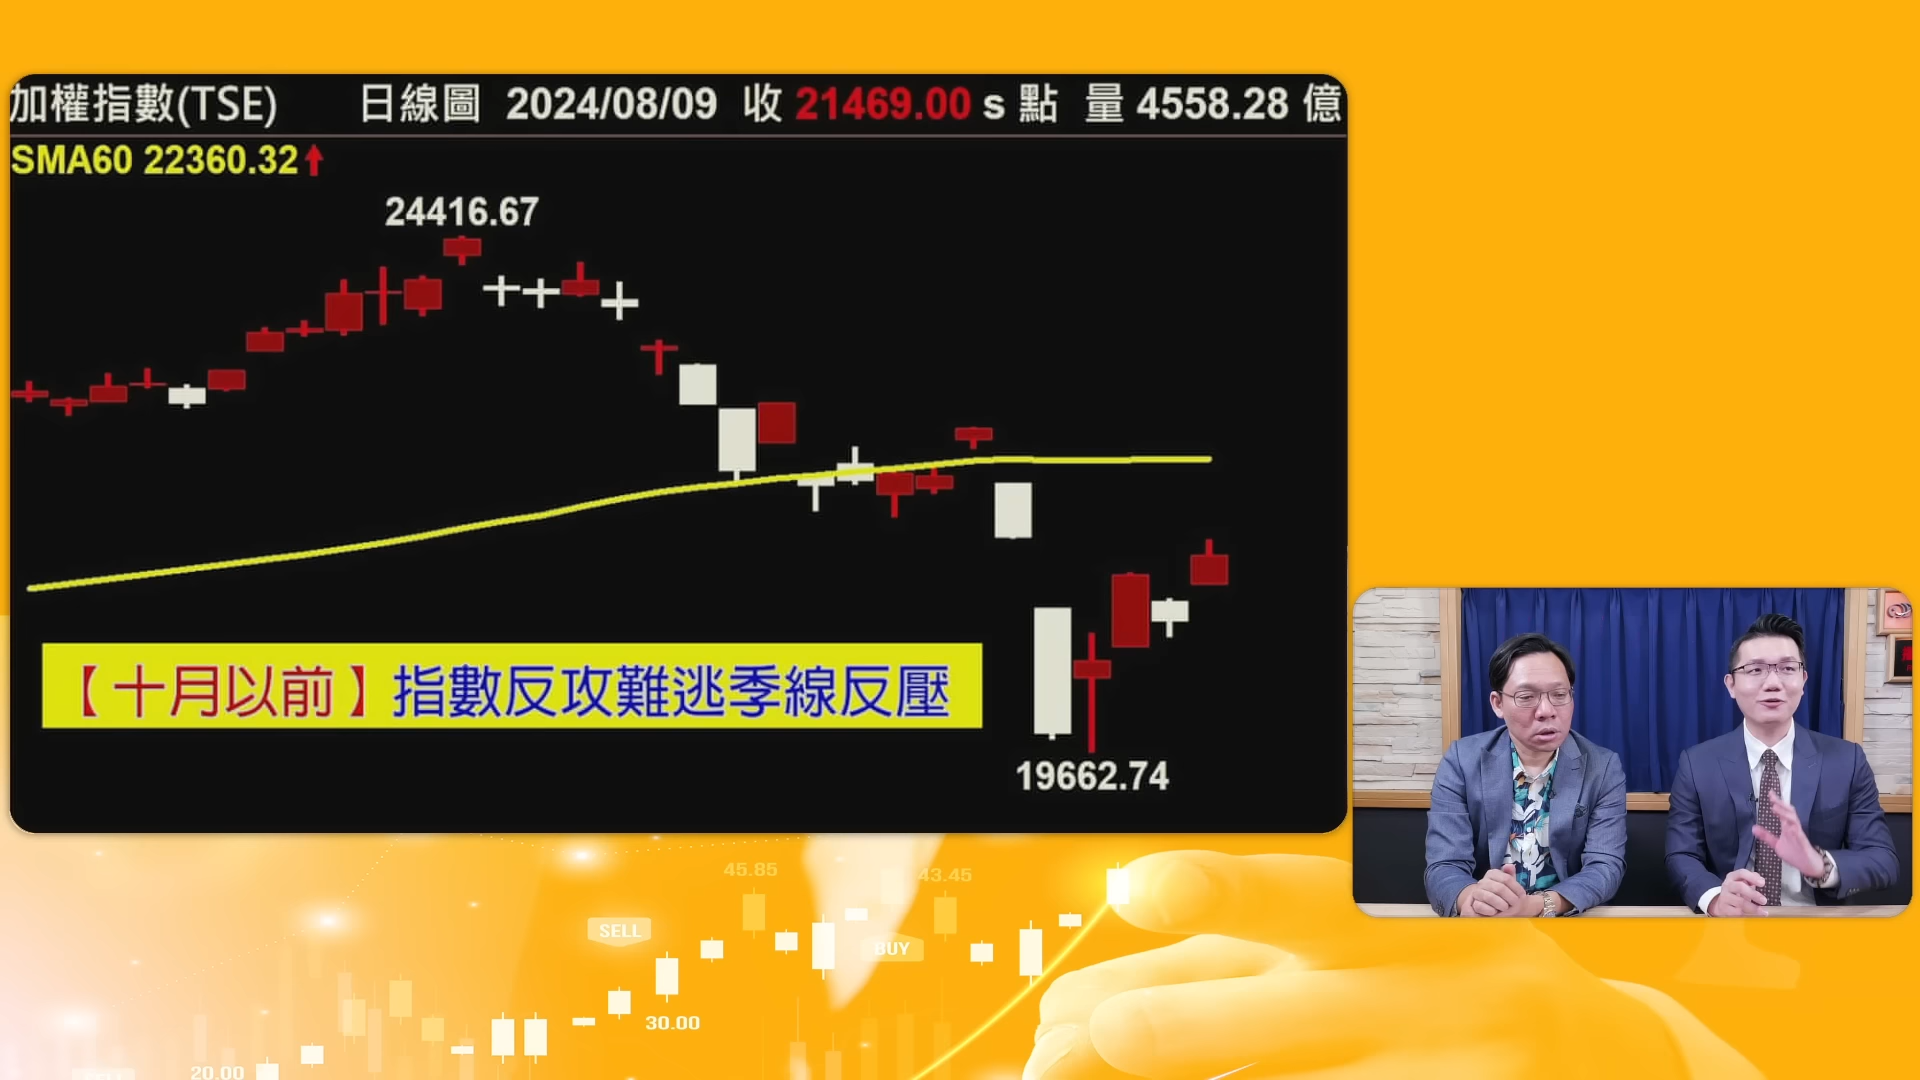 加權指數(TSE) 日線圖 2024/08/09 收 21469.00 s 點 量 4558.28 億
SMA60 22360.32↑
24416.67
【十月以前】指數反攻難逃季線反壓
19662.74
45.85
43.45
SELL
BUY
30.00
20.00
SELL